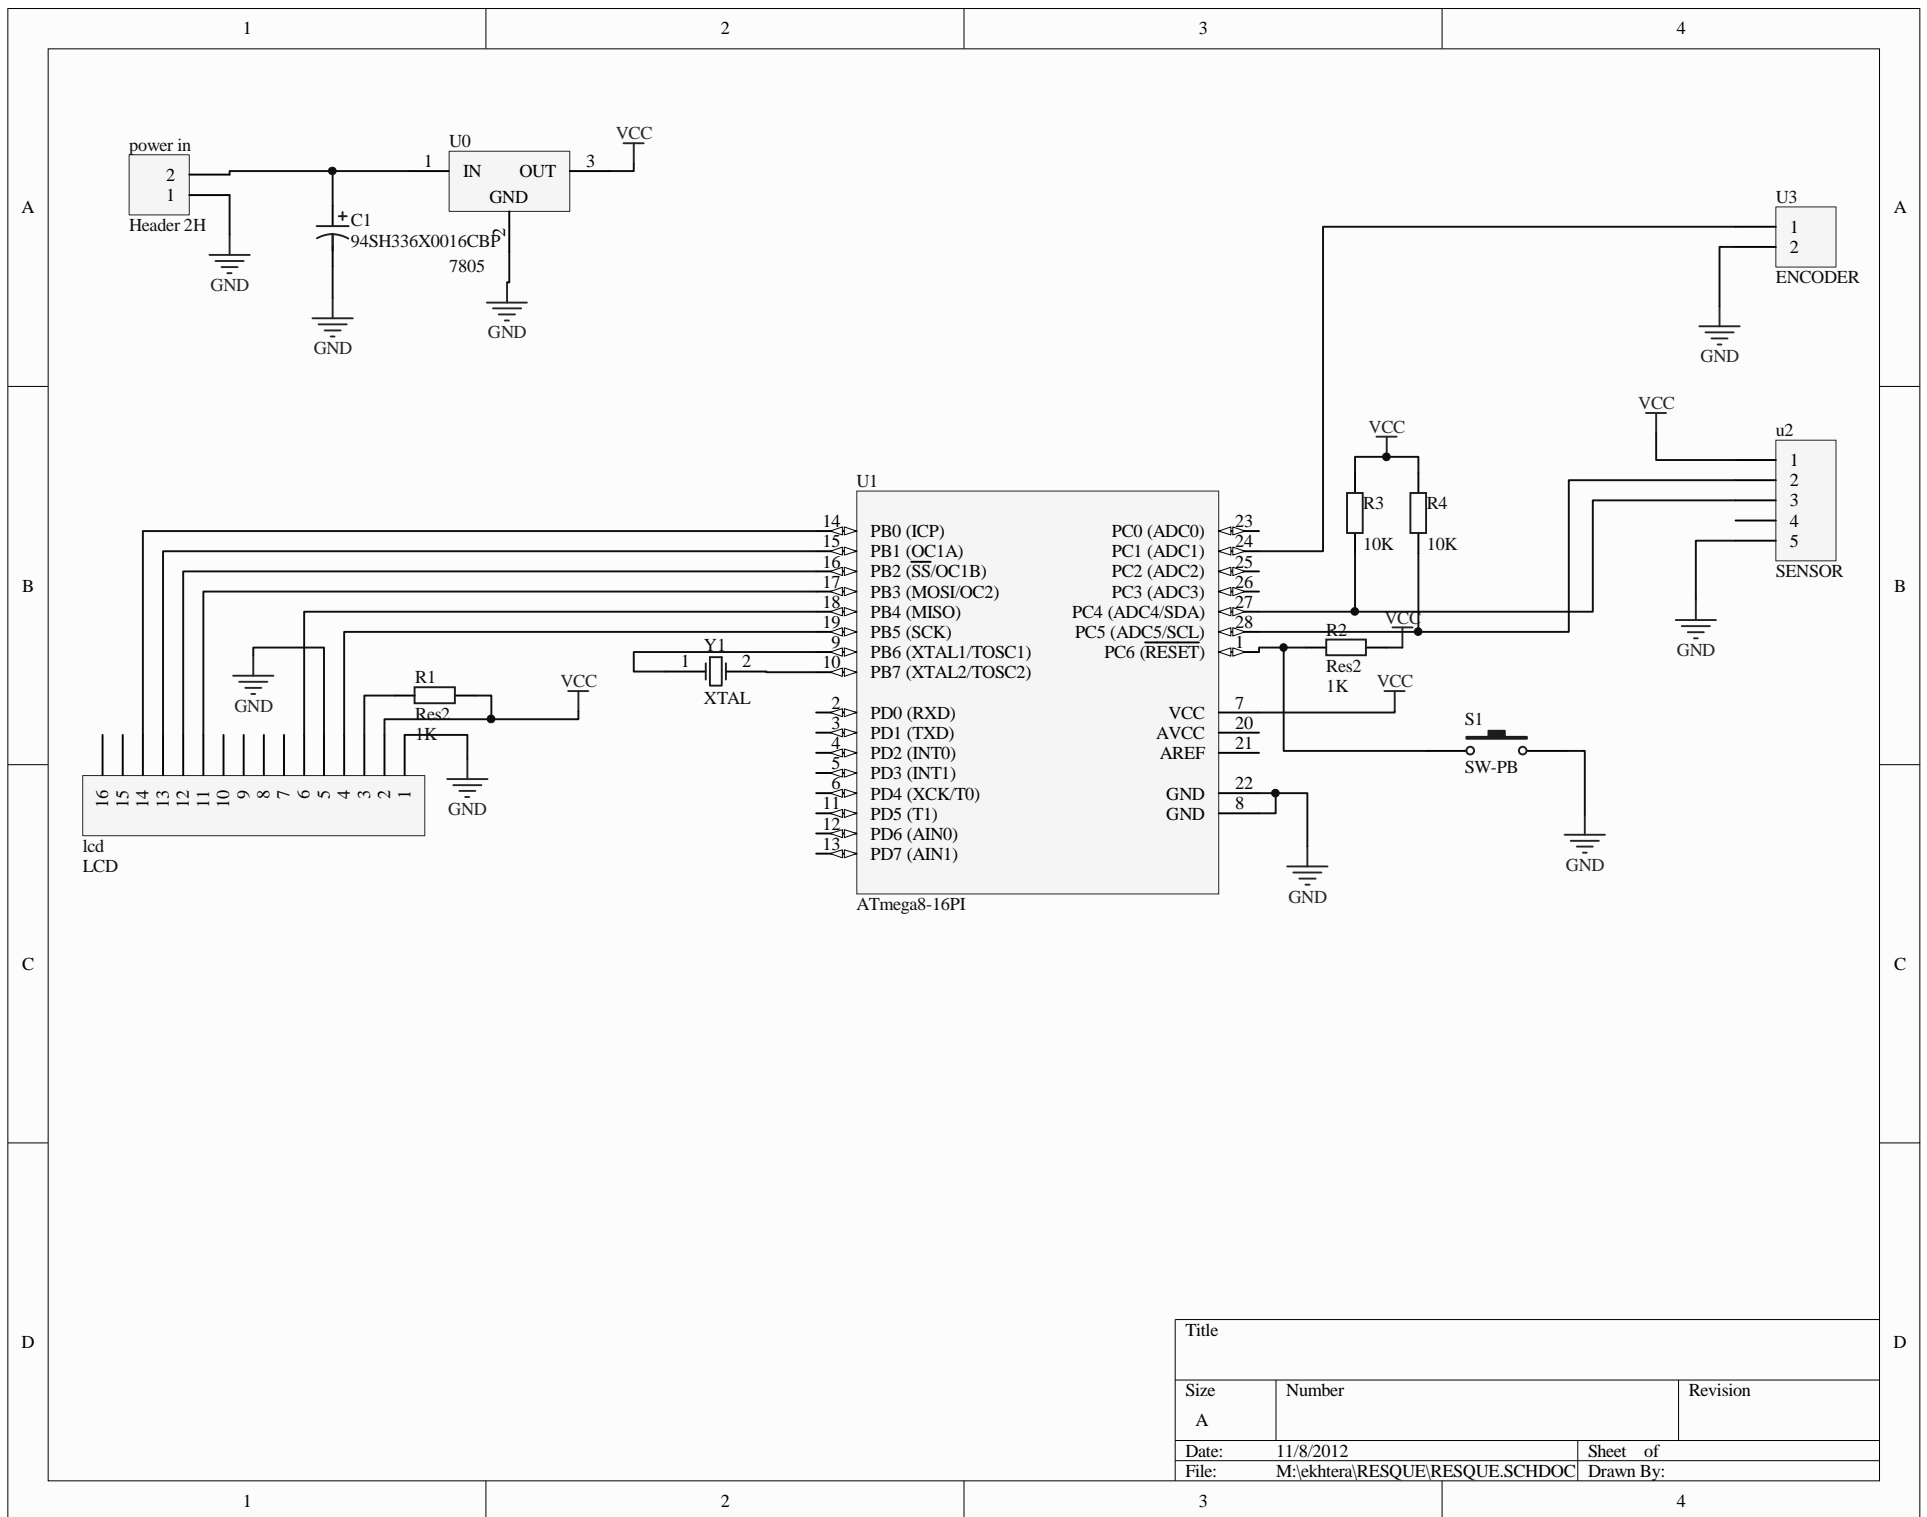 1 2 3 4
A
B
C
D
A
B
C
D
power in
2
1
Header 2H
GND
+
C1
94SH336X0016CBP
GND
U0
1 IN OUT 3
GND
2
7805
GND
VCC
U3
1
2
ENCODER
GND
VCC
u2
1
2
3
4
5
SENSOR
GND
VCC
R3
10K
R4
10K
U1
14 PB0 (ICP)
15 PB1 (OC1A)
16 PB2 (SS/OC1B)
17 PB3 (MOSI/OC2)
18 PB4 (MISO)
19 PB5 (SCK)
9 PB6 (XTAL1/TOSC1)
10 PB7 (XTAL2/TOSC2)
2 PD0 (RXD)
3 PD1 (TXD)
4 PD2 (INT0)
5 PD3 (INT1)
6 PD4 (XCK/T0)
11 PD5 (T1)
12 PD6 (AIN0)
13 PD7 (AIN1)
PC0 (ADC0) 23
PC1 (ADC1) 24
PC2 (ADC2) 25
PC3 (ADC3) 26
PC4 (ADC4/SDA) 27
PC5 (ADC5/SCL) 28
PC6 (RESET) 1
VCC 7
AVCC 20
AREF 21
GND 22
GND 8
ATmega8-16PI
GND
VCC
R2
Res2
1K
VCC
S1
SW-PB
GND
Y1
1 2
XTAL
GND
R1
Res2
1K
VCC
GND
16 15 14 13 12 11 10 9 8 7 6 5 4 3 2 1
lcd
LCD
Title
Size Number Revision
A
Date: 11/8/2012 Sheet of
File: M:\ekhtera\RESQUE\RESQUE.SCHDOC Drawn By:
1 2 3 4